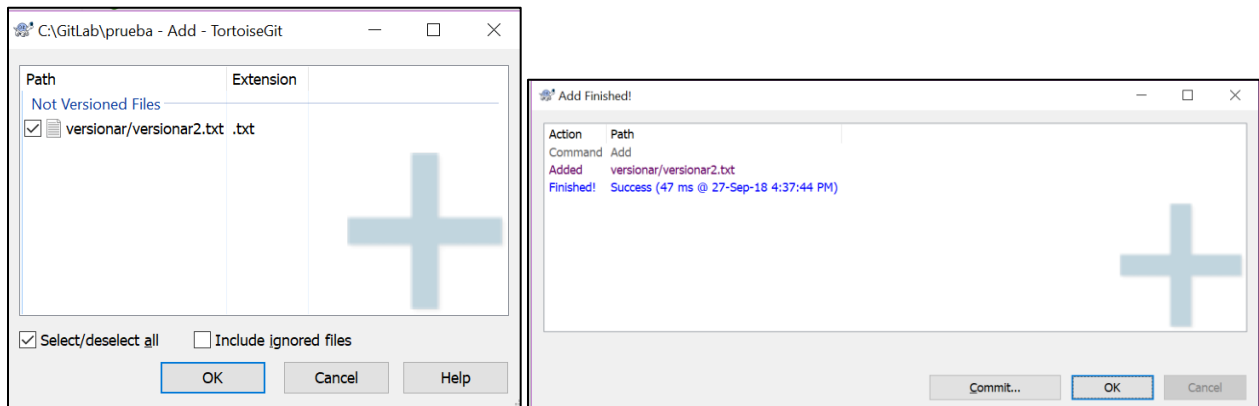 C:\GitLab\prueba - Add - TortoiseGit
Path Extension
Not Versioned Files
versionar/versionar2.txt .txt
Select/deselect all Include ignored files
OK Cancel Help
Add Finished!
Action Path
Command Add
Added versionar/versionar2.txt
Finished! Success (47 ms @ 27-Sep-18 4:37:44 PM)
Commit... OK Cancel